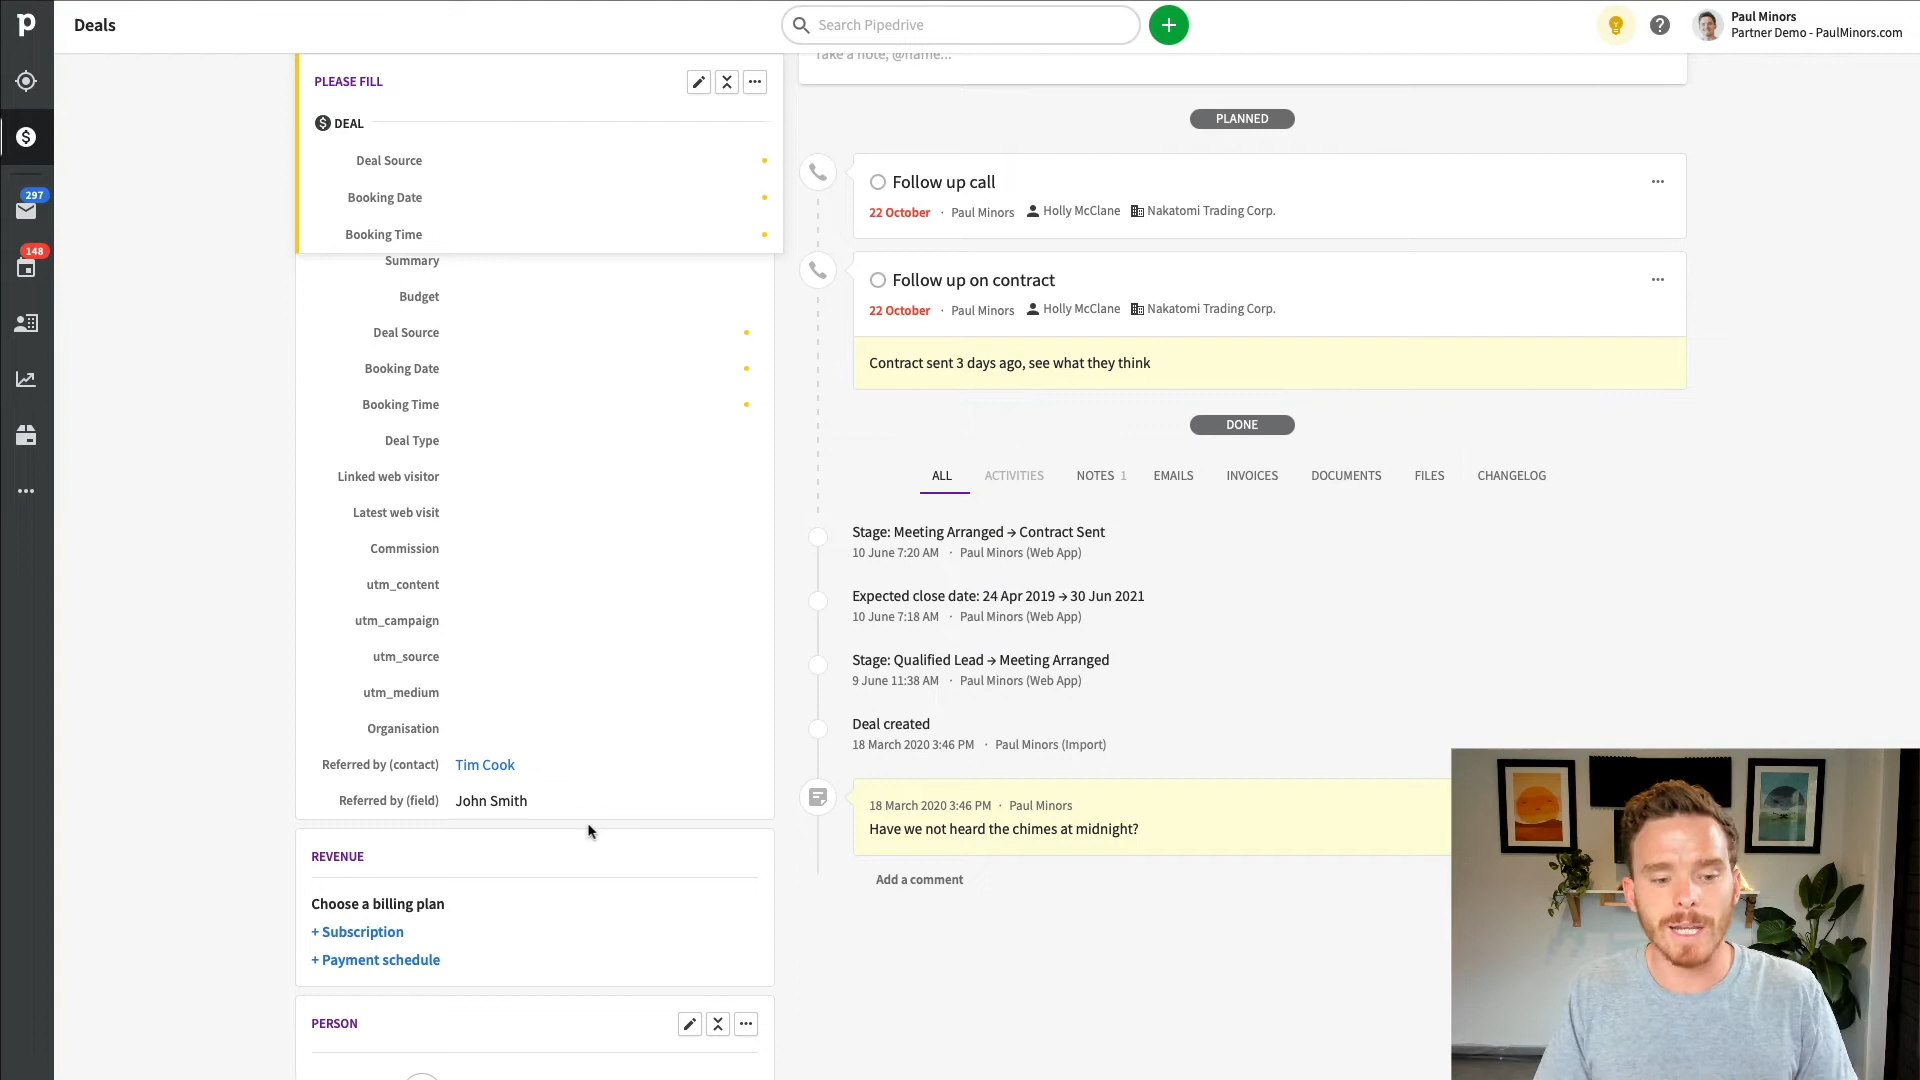 p
Deals
Search Pipedrive
Paul Minors
Partner Demo - PaulMinors.com
297
148
PLEASE FILL
DEAL
Deal Source
Booking Date
Booking Time
Summary
Budget
Deal Source
Booking Date
Booking Time
Deal Type
Linked web visitor
Latest web visit
Commission
utm_content
utm_campaign
utm_source
utm_medium
Organisation
Referred by (contact) Tim Cook
Referred by (field) John Smith
REVENUE
Choose a billing plan
+ Subscription
+ Payment schedule
PERSON
Take a note, @name...
PLANNED
Follow up call
22 October · Paul Minors Holly McClane Nakatomi Trading Corp.
Follow up on contract
22 October · Paul Minors Holly McClane Nakatomi Trading Corp.
Contract sent 3 days ago, see what they think
DONE
ALL ACTIVITIES NOTES 1 EMAILS INVOICES DOCUMENTS FILES CHANGELOG
Stage: Meeting Arranged → Contract Sent
10 June 7:20 AM · Paul Minors (Web App)
Expected close date: 24 Apr 2019 → 30 Jun 2021
10 June 7:18 AM · Paul Minors (Web App)
Stage: Qualified Lead → Meeting Arranged
9 June 11:38 AM · Paul Minors (Web App)
Deal created
18 March 2020 3:46 PM · Paul Minors (Import)
18 March 2020 3:46 PM · Paul Minors
Have we not heard the chimes at midnight?
Add a comment